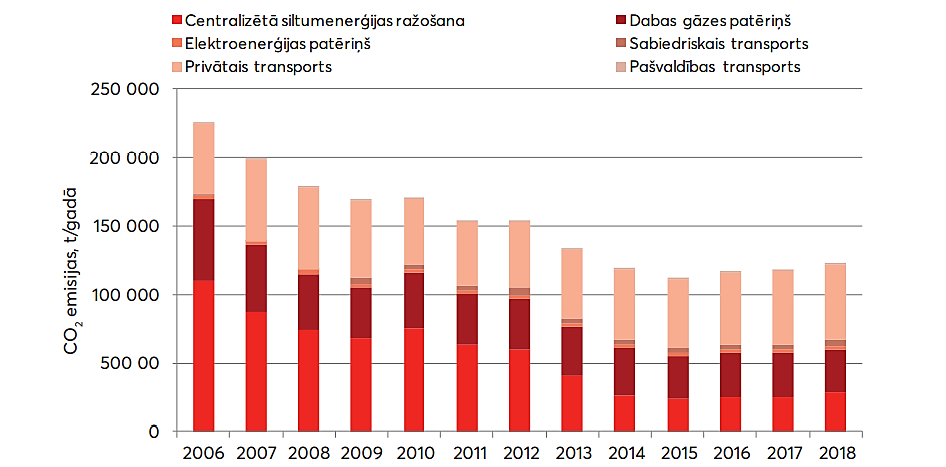 Centralizētā siltumenerģijas ražošana
Dabas gāzes patēriņš
Elektroenerģijas patēriņš
Sabiedriskais transports
Privātais transports
Pašvaldības transports
250 000
200 000
150 000
100 000
500 00
0
CO₂ emisijas, t/gadā
2006 2007 2008 2009 2010 2011 2012 2013 2014 2015 2016 2017 2018